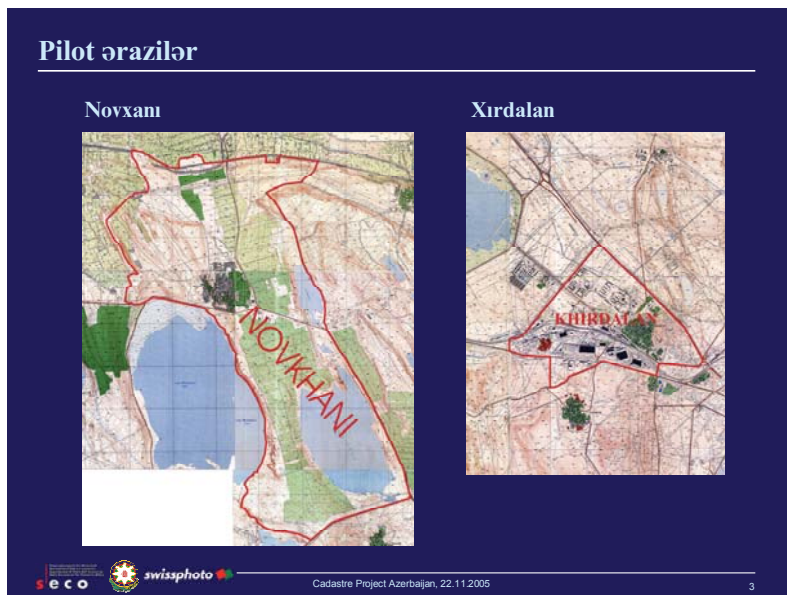 Pilot ərazilər
Novxanı
Xırdalan
NOVKHANI
KHIRDALAN
seco
swissphoto
Cadastre Project Azerbaijan, 22.11.2005
3